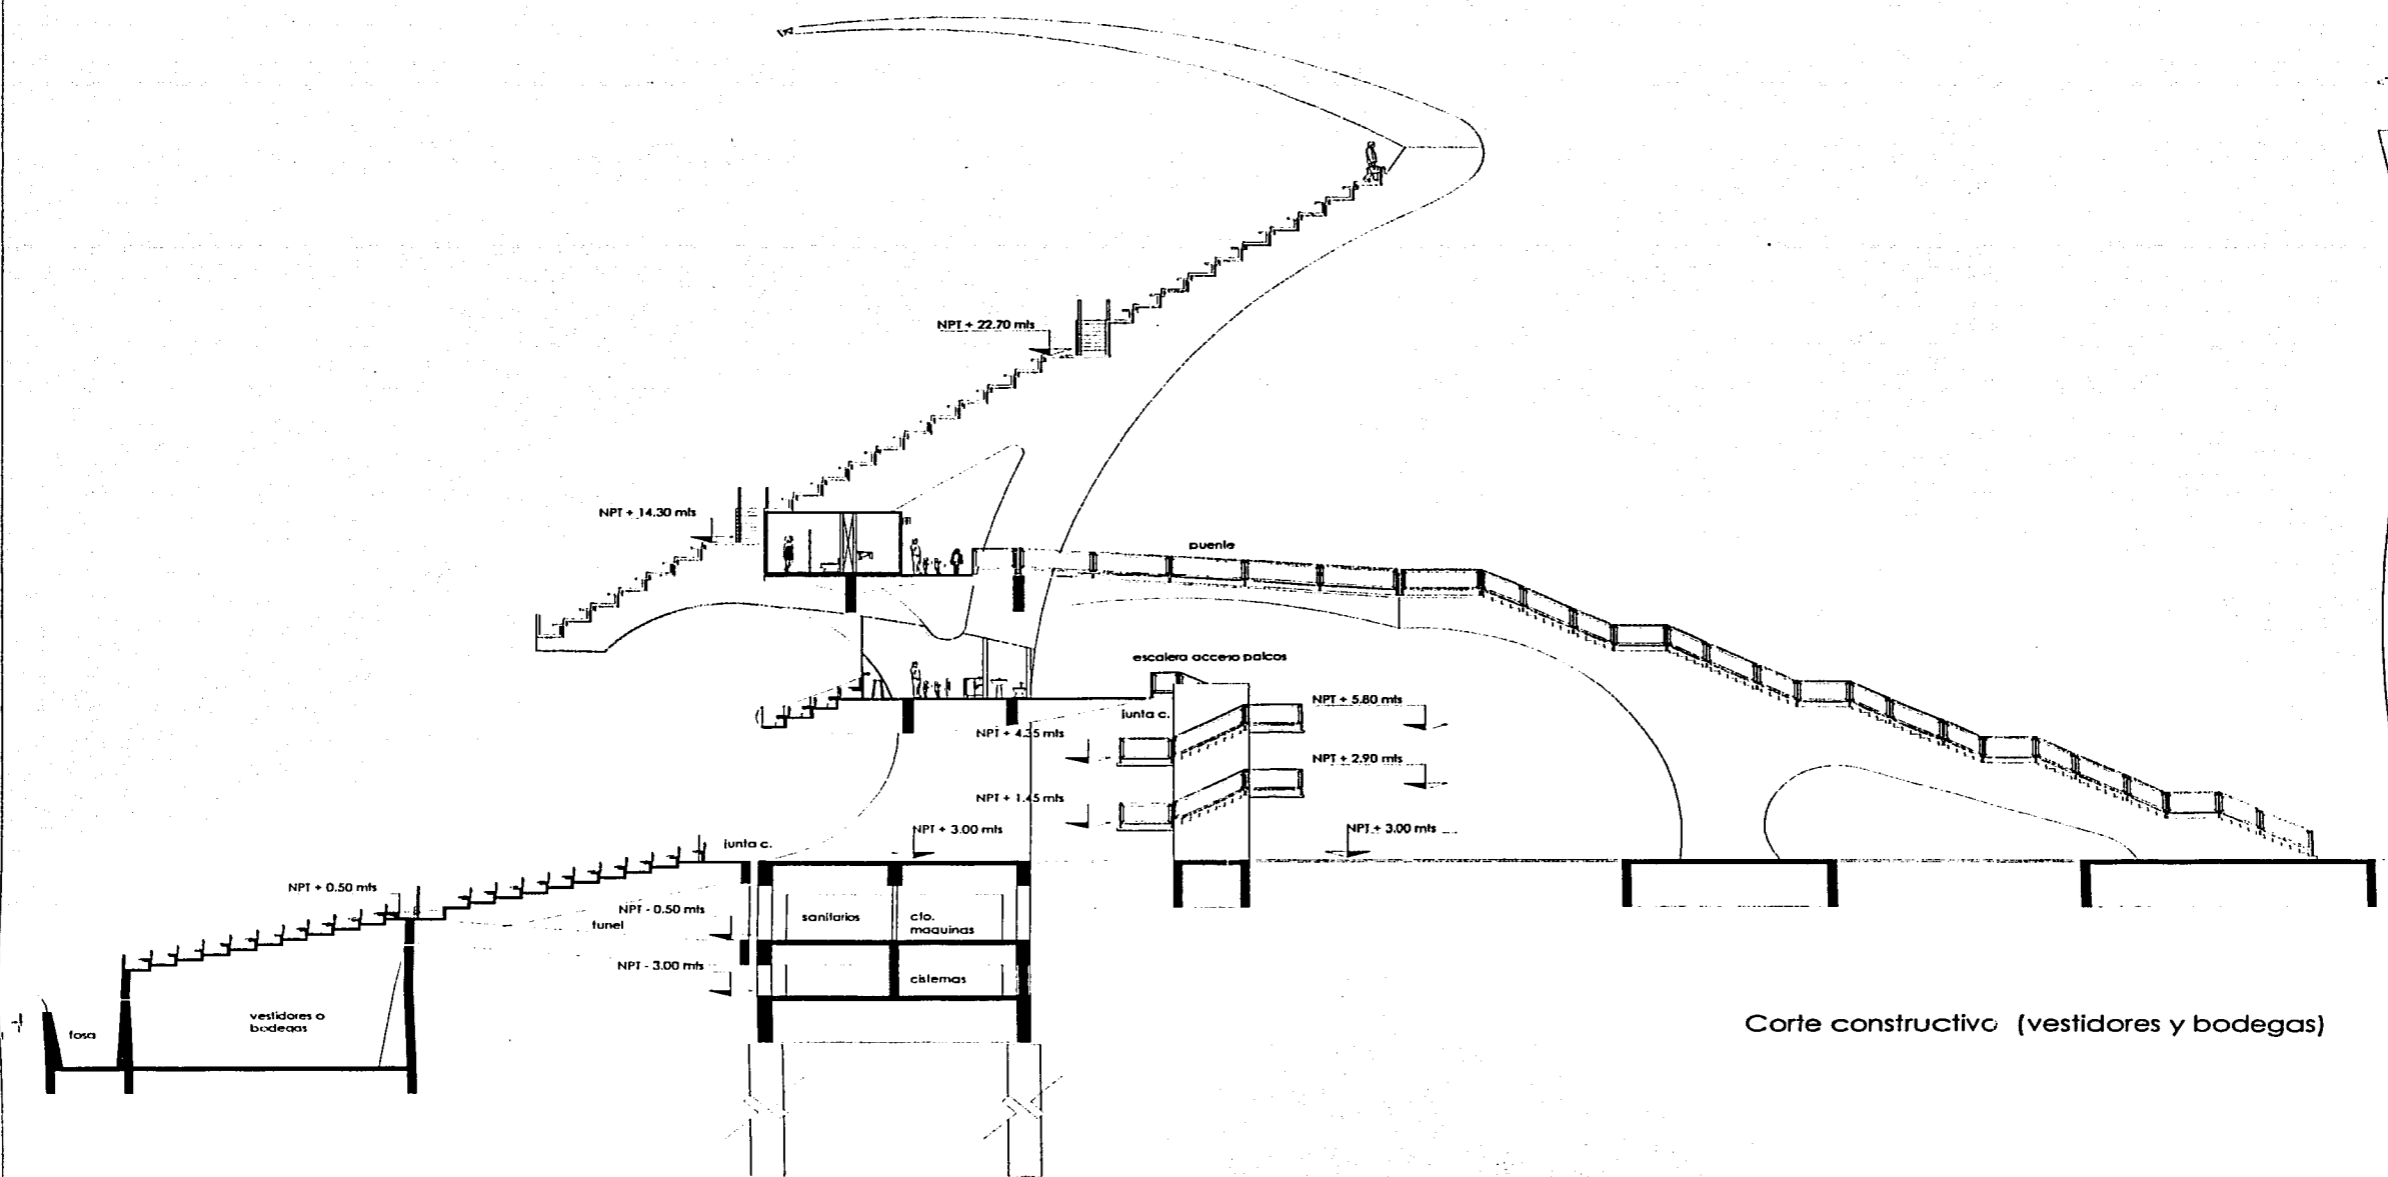 NPT + 22.70 mts
NPT + 14.30 mts
puente
escalera acceso palcos
NPT + 5.80 mts
junta c.
NPT + 4.35 mts
NPT + 2.90 mts
NPT + 1.45 mts
NPT + 3.00 mts
NPT + 3.00 mts
junta c.
NPT + 0.50 mts
NPT - 0.50 mts
tunel
sanitarios
cto.
maquinas
NPT - 3.00 mts
cisternas
vestidores o
bodegas
fosa
Corte constructivo (vestidores y bodegas)